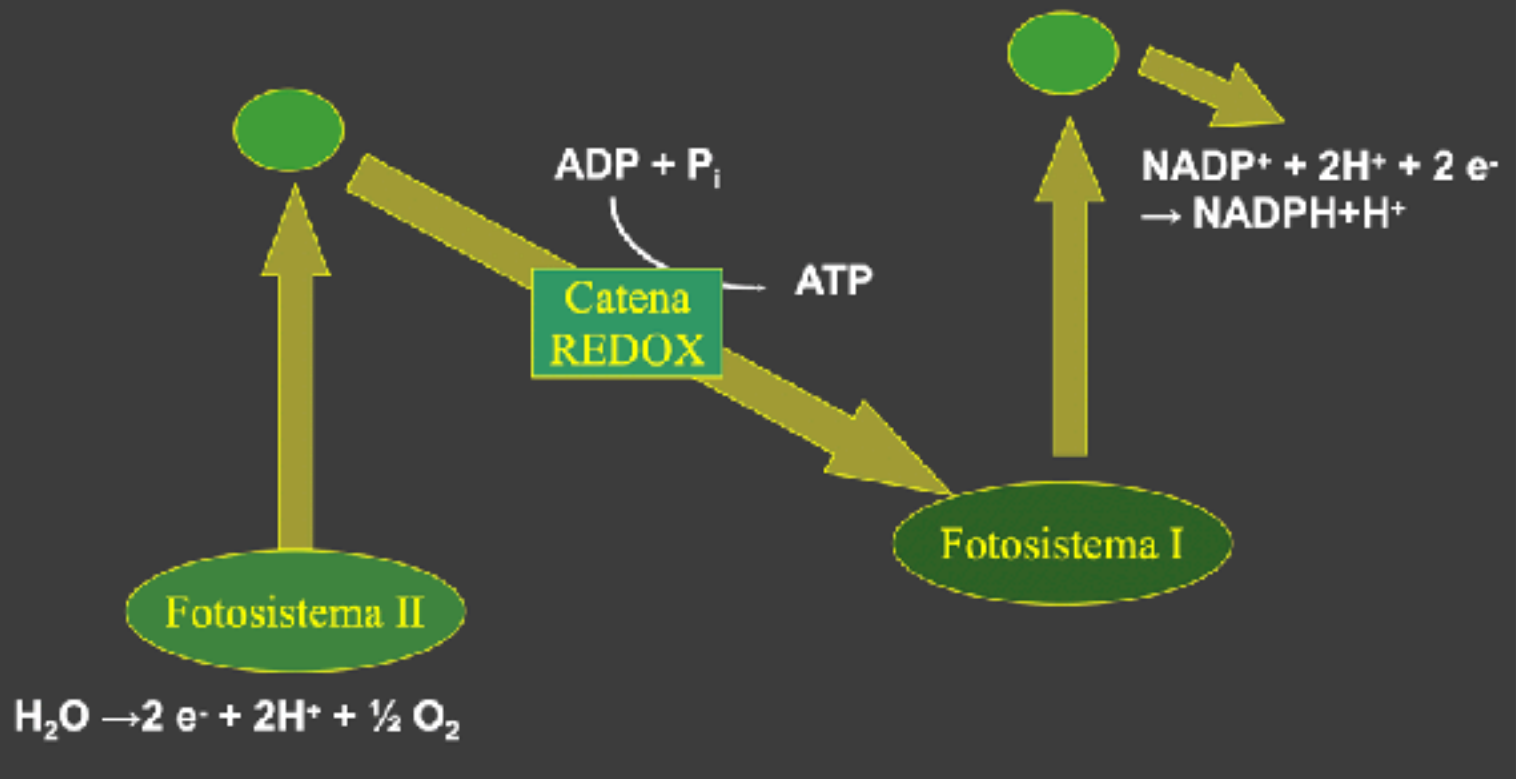 ADP + Pᵢ
ATP
Catena
REDOX
NADP⁺ + 2H⁺ + 2 e⁻
→ NADPH+H⁺
Fotosistema I
Fotosistema II
H₂O →2 e⁻ + 2H⁺ + ½ O₂